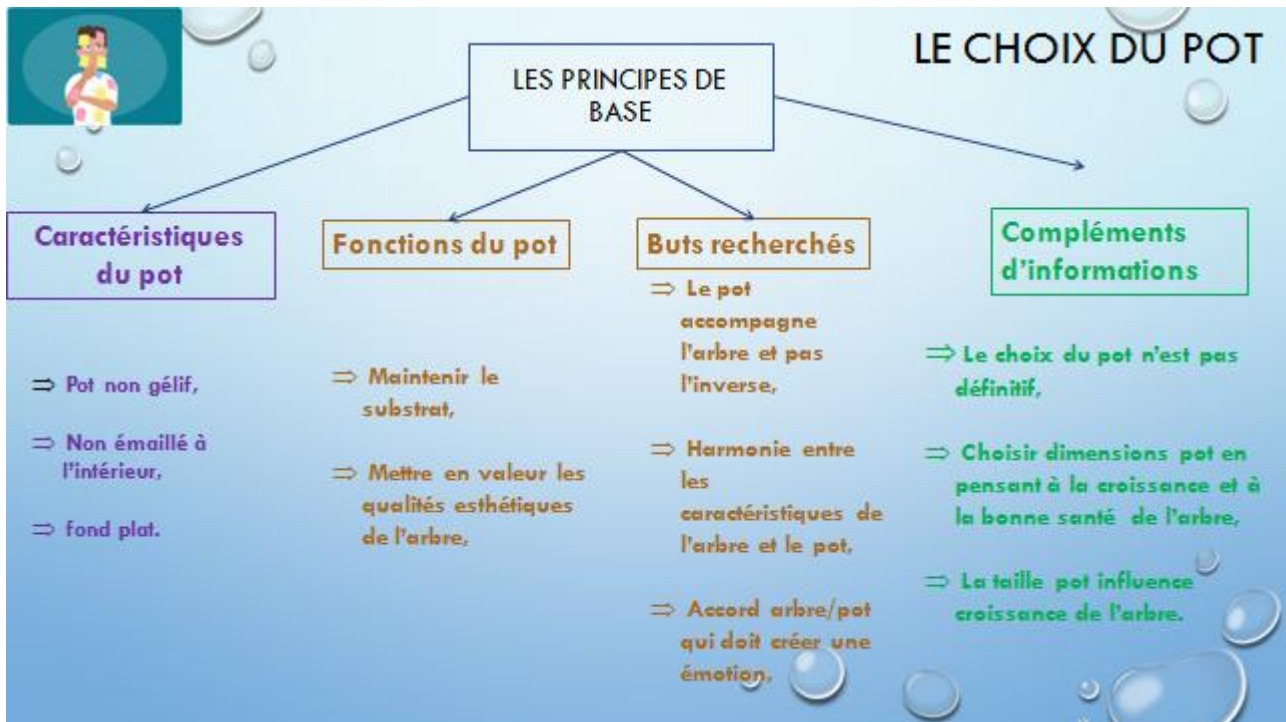 LE CHOIX DU POT
LES PRINCIPES DE
BASE
Caractéristiques
du pot
⇒ Pot non gélif,
⇒ Non émaillé à
l'intérieur,
⇒ fond plat.
Fonctions du pot
⇒ Maintenir le
substrat,
⇒ Mettre en valeur les
qualités esthétiques
de l'arbre,
Buts recherchés
⇒ Le pot
accompagne
l'arbre et pas
l'inverse,
⇒ Harmonie entre
les
caractéristiques de
l'arbre et le pot,
⇒ Accord arbre/pot
qui doit créer une
émotion,
Compléments
d'informations
⇒ Le choix du pot n'est pas
définitif,
⇒ Choisir dimensions pot en
pensant à la croissance et à
la bonne santé de l'arbre,
⇒ La taille pot influence
croissance de l'arbre.